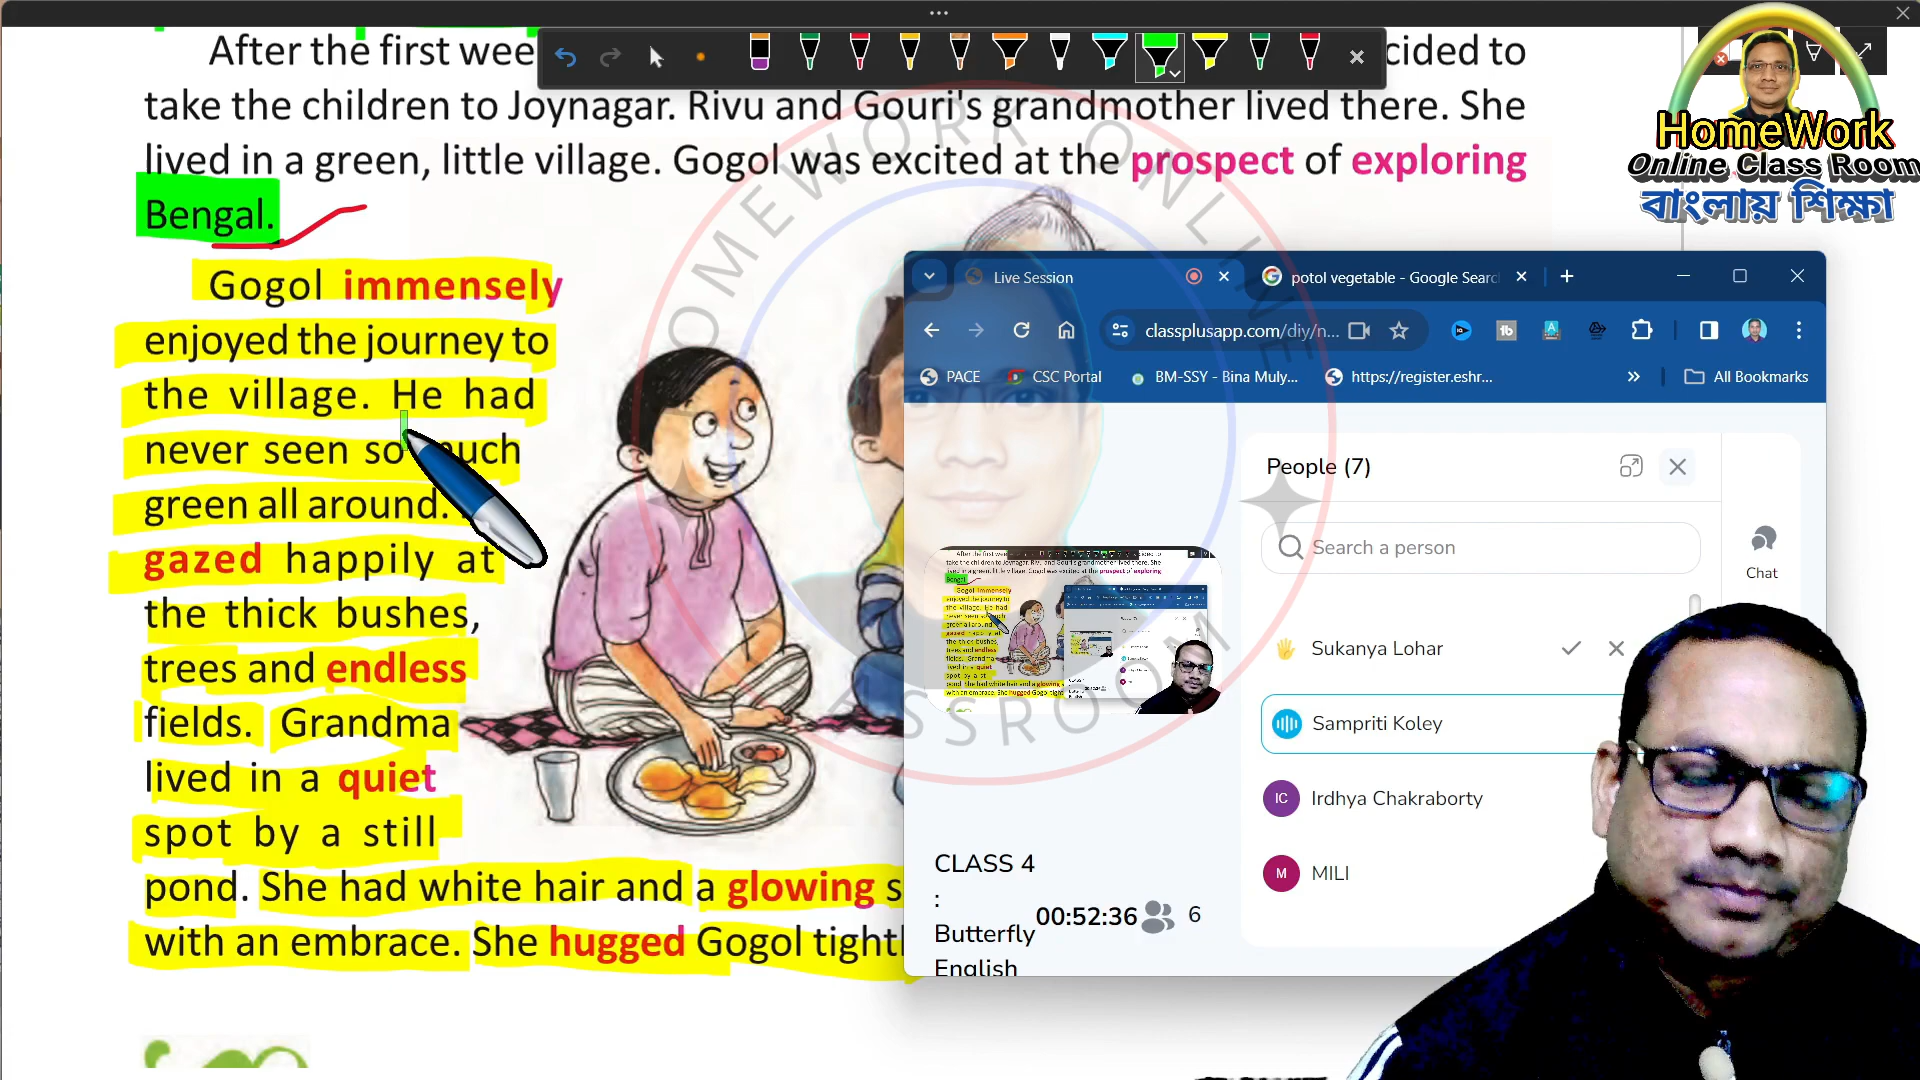 After the first wee
cided to
take the children to Joynagar. Rivu and Gouri's grandmother lived there. She
lived in a green, little village. Gogol was excited at the prospect of exploring
Bengal.
Gogol immensely
enjoyed the journey to
the village. He had
never seen so much
green all around.
gazed happily at
the thick bushes,
trees and endless
fields. Grandma
lived in a quiet
spot by a still
pond. She had white hair and a glowing s
with an embrace. She hugged Gogol tightl
HomeWork
Online Class Room
বাংলায় শিক্ষা
HOMEWORK ONLINE
CLASSROOM
Live Session
potol vegetable - Google Searc
classplusapp.com/diy/n...
PACE
CSC Portal
BM-SSY - Bina Muly...
https://register.eshr...
All Bookmarks
People (7)
Search a person
Chat
Sukanya Lohar
Sampriti Koley
IC Irdhya Chakraborty
M MILI
CLASS 4
:
Butterfly
English
00:52:36
6